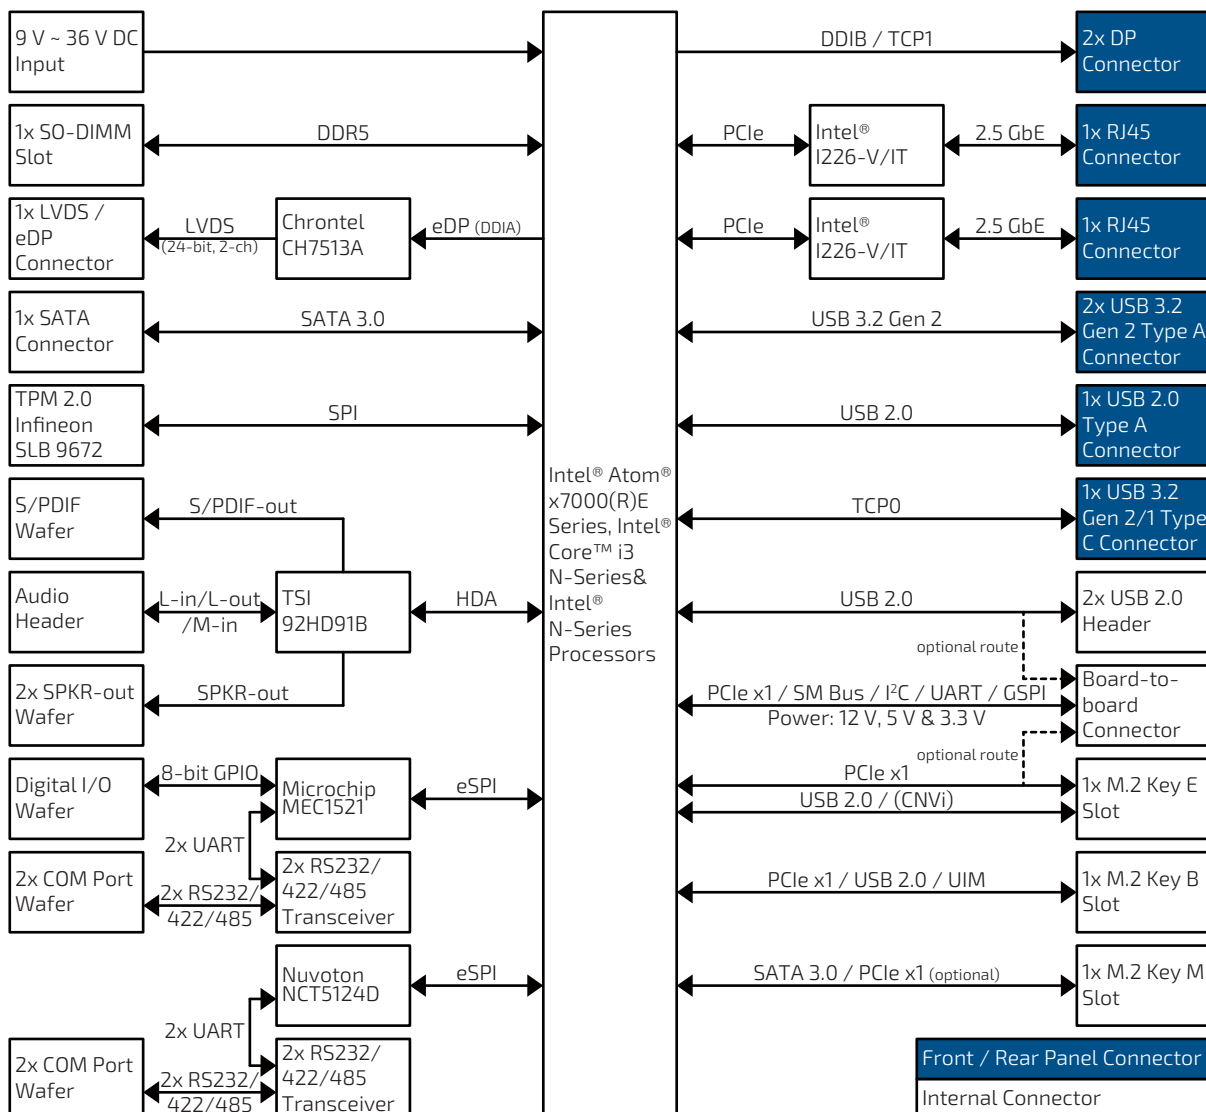 9 V ~ 36 V DC
Input
DDIB / TCP1
2x DP
Connector
1x SO-DIMM
Slot
DDR5
PCIe
Intel®
I226-V/IT
2.5 GbE
1x RJ45
Connector
1x LVDS /
eDP
Connector
LVDS
(24-bit, 2-ch)
Chrontel
CH7513A
eDP (DDIA)
PCIe
Intel®
I226-V/IT
2.5 GbE
1x RJ45
Connector
1x SATA
Connector
SATA 3.0
USB 3.2 Gen 2
2x USB 3.2
Gen 2 Type A
Connector
TPM 2.0
Infineon
SLB 9672
SPI
USB 2.0
1x USB 2.0
Type A
Connector
Intel® Atom®
x7000(R)E
Series, Intel®
Core™ i3
N-Series&
Intel®
N-Series
Processors
S/PDIF
Wafer
S/PDIF-out
TCP0
1x USB 3.2
Gen 2/1 Type
C Connector
Audio
Header
L-in/L-out
/M-in
TSI
92HD91B
HDA
USB 2.0
2x USB 2.0
Header
optional route
2x SPKR-out
Wafer
SPKR-out
PCIe x1 / SM Bus / I²C / UART / GSPI
Power: 12 V, 5 V & 3.3 V
Board-to-
board
Connector
optional route
Digital I/O
Wafer
8-bit GPIO
Microchip
MEC1521
eSPI
PCIe x1
USB 2.0 / (CNVi)
1x M.2 Key E
Slot
2x UART
2x COM Port
Wafer
2x RS232/
422/485
2x RS232/
422/485
Transceiver
PCIe x1 / USB 2.0 / UIM
1x M.2 Key B
Slot
Nuvoton
NCT5124D
eSPI
SATA 3.0 / PCIe x1 (optional)
1x M.2 Key M
Slot
2x UART
2x COM Port
Wafer
2x RS232/
422/485
2x RS232/
422/485
Transceiver
Front / Rear Panel Connector
Internal Connector